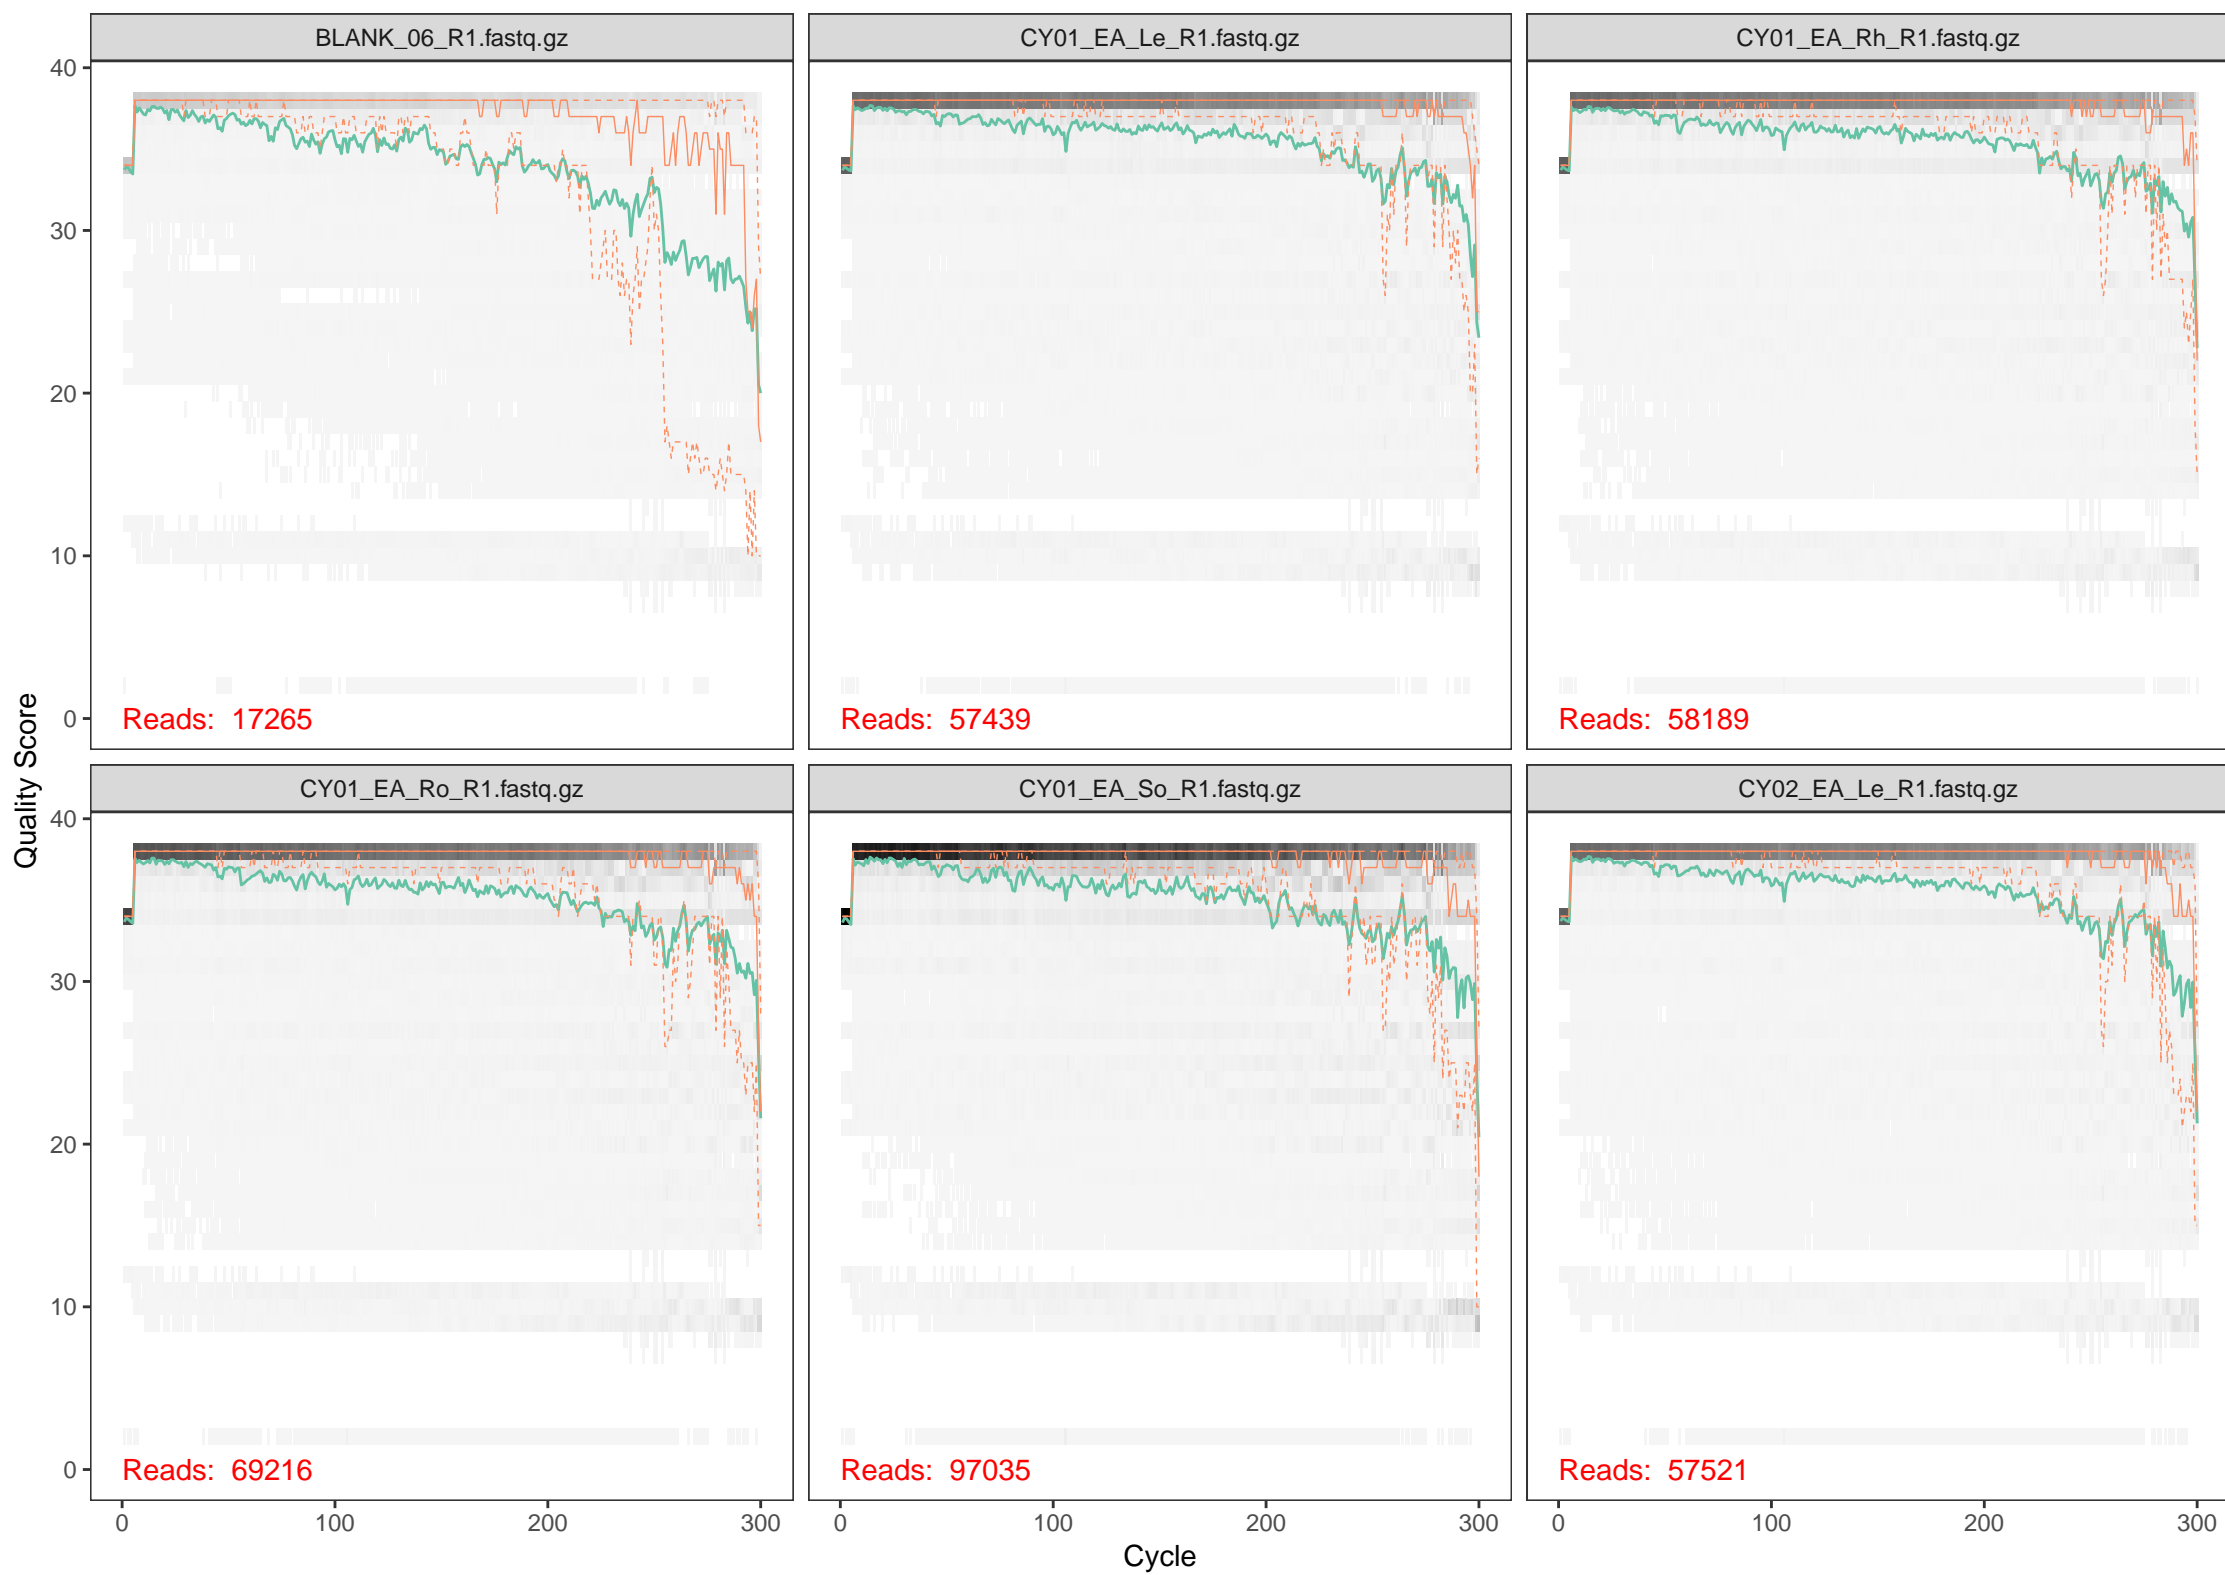 BLANK_06_R1.fastq.gz
CY01_EA_Le_R1.fastq.gz
CY01_EA_Rh_R1.fastq.gz
40
30
20
10
0
Reads: 17265
Reads: 57439
Reads: 58189
Quality Score
CY01_EA_Ro_R1.fastq.gz
CY01_EA_So_R1.fastq.gz
CY02_EA_Le_R1.fastq.gz
40
30
20
10
0
Reads: 69216
Reads: 97035
Reads: 57521
0 100 200 300
0 100 200 300
0 100 200 300
Cycle